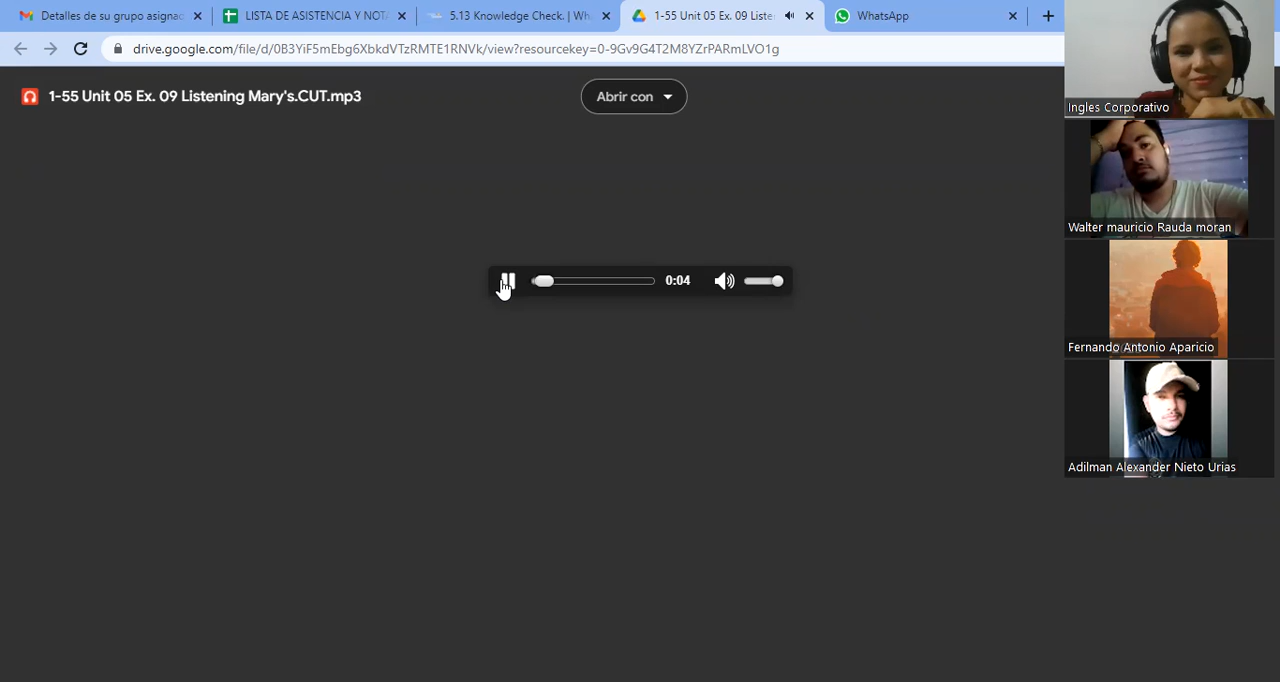 Detalles de su grupo asignac
LISTA DE ASISTENCIA Y NOTA
5.13 Knowledge Check. | Wh
1-55 Unit 05 Ex. 09 Liste
WhatsApp
drive.google.com/file/d/0B3YiF5mEbg6XbkdVTzRMTE1RNVk/view?resourcekey=0-9Gv9G4T2M8YZrPARmLVO1g
1-55 Unit 05 Ex. 09 Listening Mary's.CUT.mp3
Abrir con
0:04
Ingles Corporativo
Walter mauricio Rauda moran
Fernando Antonio Aparicio
Adilman Alexander Nieto Urias